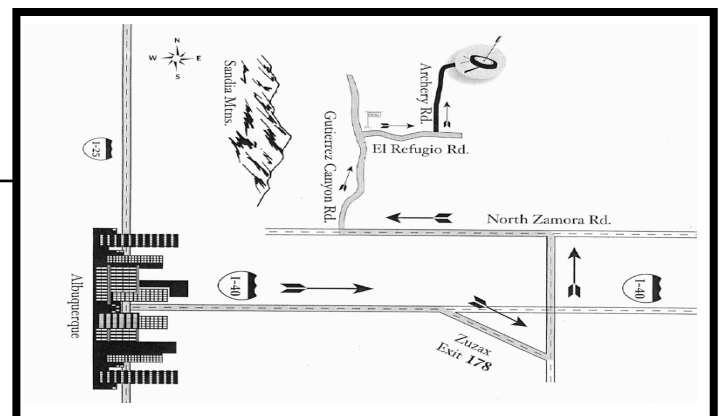 N
W E
S
Sandia Mtns.
Archery Rd.
Gutierrez Canyon Rd.
El Refugio Rd.
North Zamora Rd.
I-25
I-40
I-40
Albuquerque
Zuzax
Exit 178